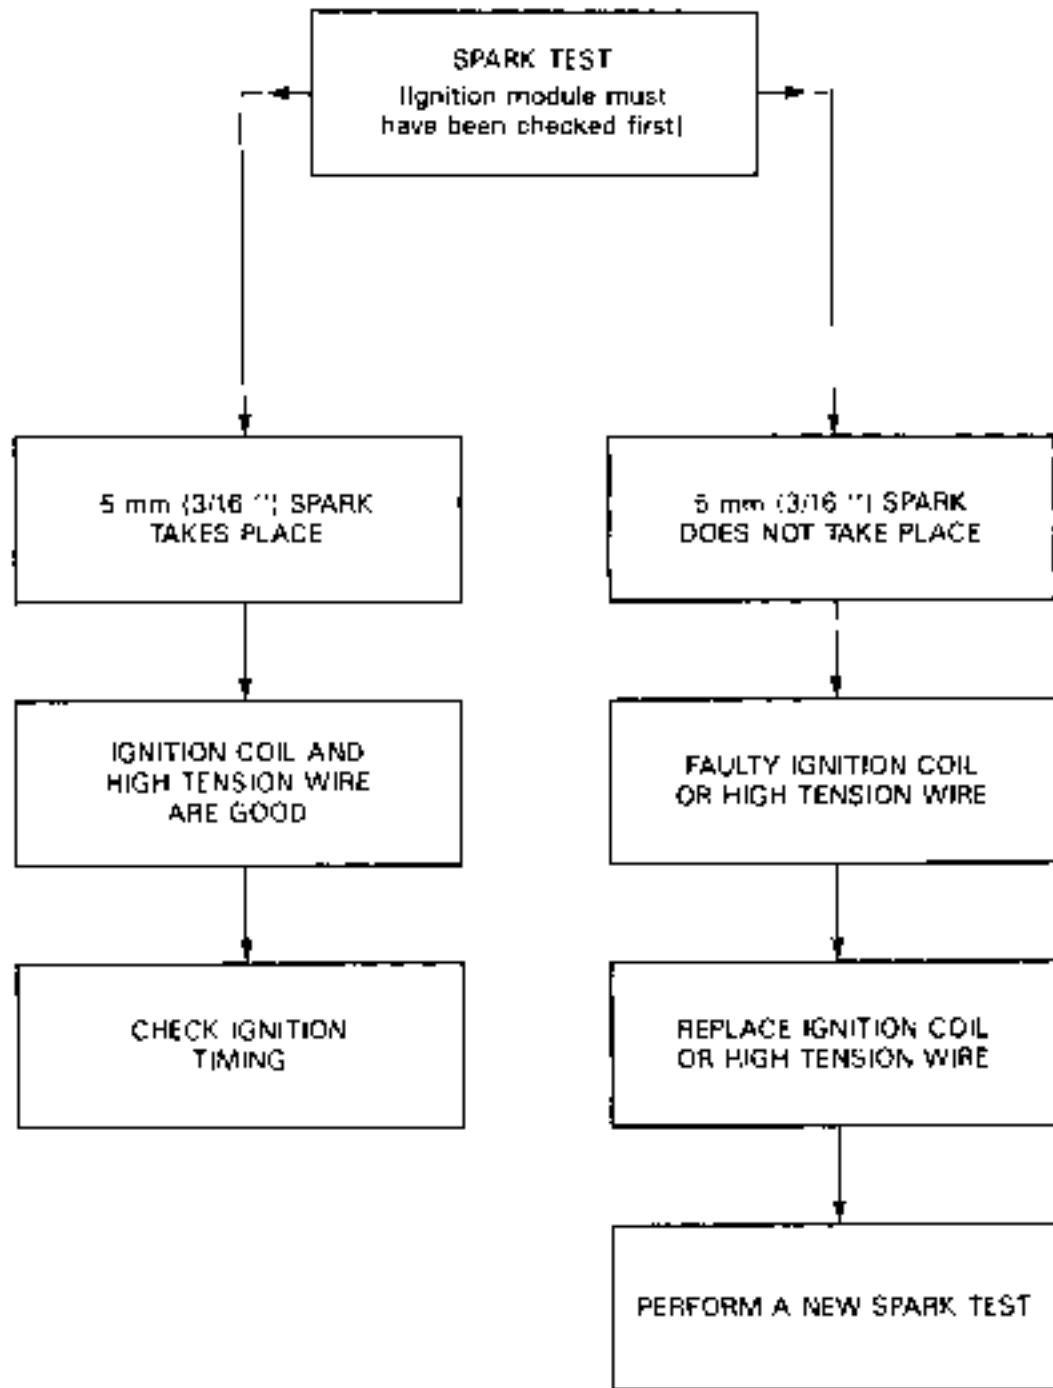 SPARK TEST
(Ignition module must
have been checked first)
5 mm (3/16 ") SPARK
TAKES PLACE
5 mm (3/16 ") SPARK
DOES NOT TAKE PLACE
IGNITION COIL AND
HIGH TENSION WIRE
ARE GOOD
FAULTY IGNITION COIL
OR HIGH TENSION WIRE
CHECK IGNITION
TIMING
REPLACE IGNITION COIL
OR HIGH TENSION WIRE
PERFORM A NEW SPARK TEST